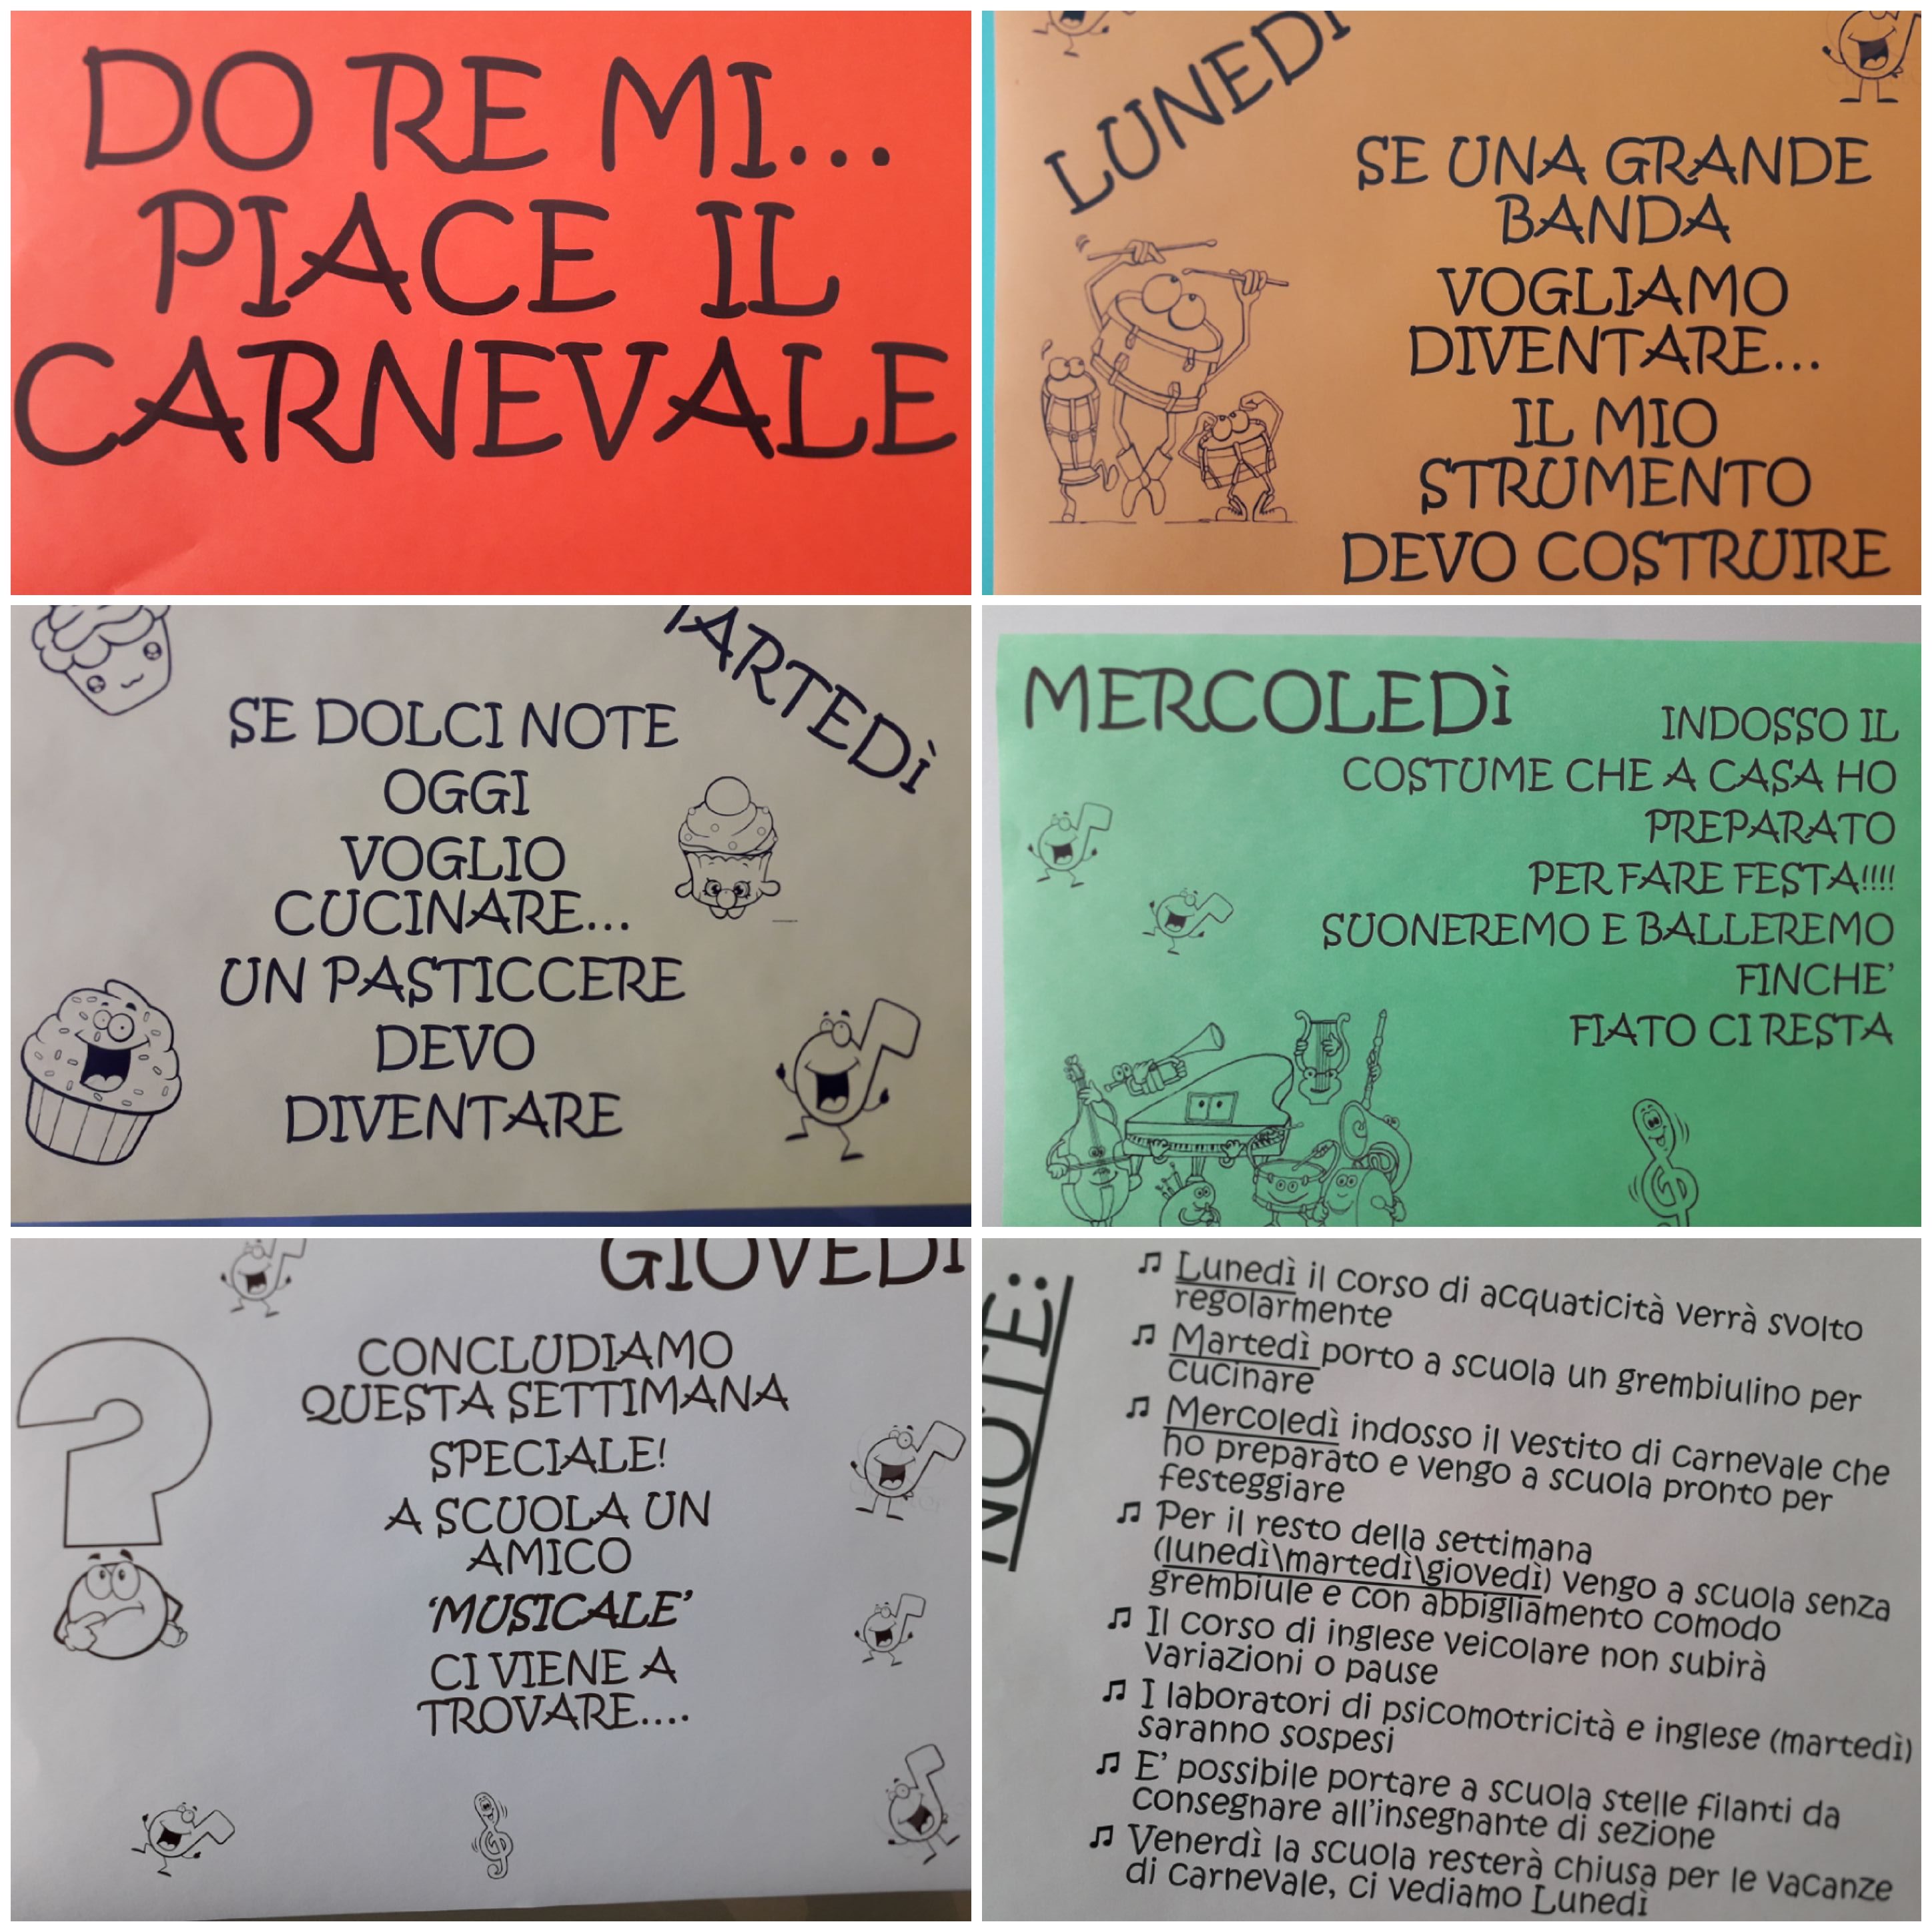 DO RE MI...
PIACE IL
CARNEVALE
LUNEDÌ
SE UNA GRANDE
BANDA
VOGLIAMO
DIVENTARE...
IL MIO
STRUMENTO
DEVO COSTRUIRE
MARTEDÌ
SE DOLCI NOTE
OGGI
VOGLIO
CUCINARE...
UN PASTICCERE
DEVO
DIVENTARE
MERCOLEDÌ
INDOSSO IL
COSTUME CHE A CASA HO
PREPARATO
PER FARE FESTA!!!!
SUONEREMO E BALLEREMO
FINCHE'
FIATO CI RESTA
GIOVEDÌ
CONCLUDIAMO
QUESTA SETTIMANA
SPECIALE!
A SCUOLA UN
AMICO
'MUSICALE'
CI VIENE A
TROVARE....
NOTE:
♫ Lunedì il corso di acquaticità verrà svolto
regolarmente
♫ Martedì porto a scuola un grembiulino per
cucinare
♫ Mercoledì indosso il vestito di carnevale che
ho preparato e vengo a scuola pronto per
festeggiare
♫ Per il resto della settimana
(lunedì\martedì\giovedì) vengo a scuola senza
grembiule e con abbigliamento comodo
♫ Il corso di inglese veicolare non subirà
variazioni o pause
♫ I laboratori di psicomotricità e inglese (martedì)
saranno sospesi
♫ E' possibile portare a scuola stelle filanti da
consegnare all'insegnante di sezione
♫ Venerdì la scuola resterà chiusa per le vacanze
di carnevale, ci vediamo Lunedì